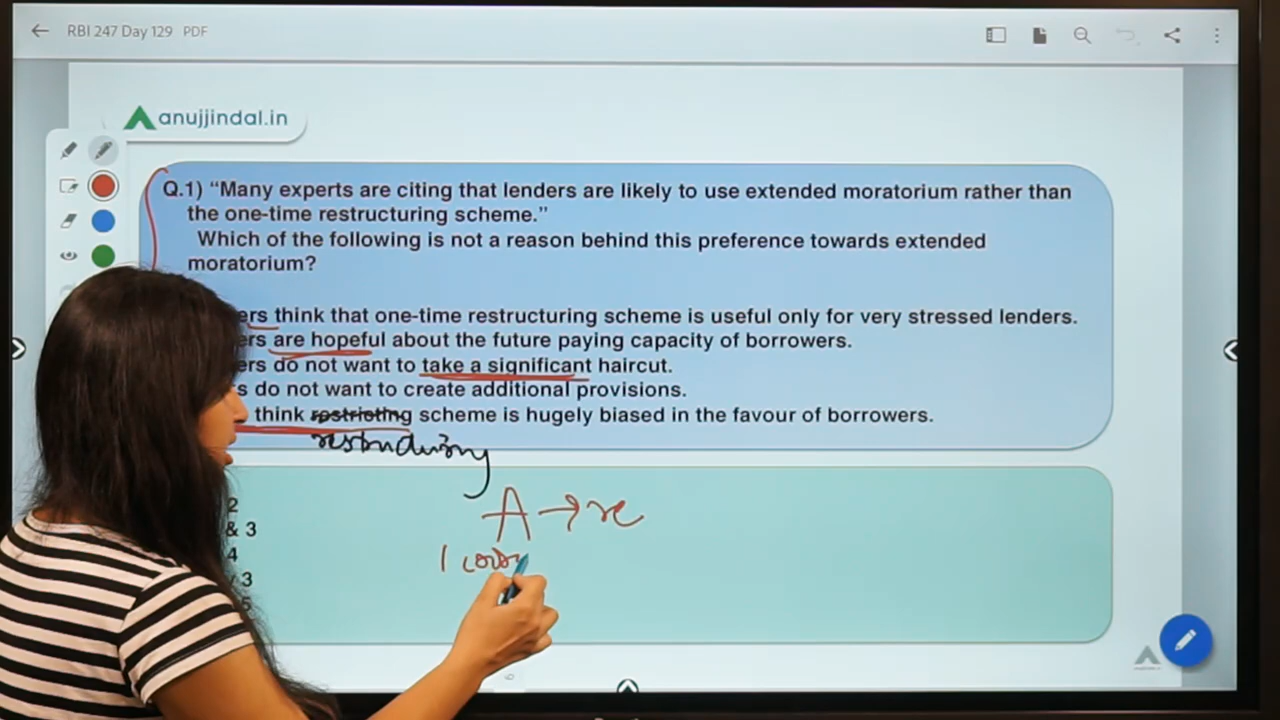 RBI 247 Day 129 PDF
anujjindal.in
Q.1) “Many experts are citing that lenders are likely to use extended moratorium rather than
the one-time restructuring scheme.”
Which of the following is not a reason behind this preference towards extended
moratorium?
think that one-time restructuring scheme is useful only for very stressed lenders.
are hopeful about the future paying capacity of borrowers.
do not want to take a significant haircut.
do not want to create additional provisions.
think restricting scheme is hugely biased in the favour of borrowers.
restructuring
2
A →
& 3
4
1
3
5